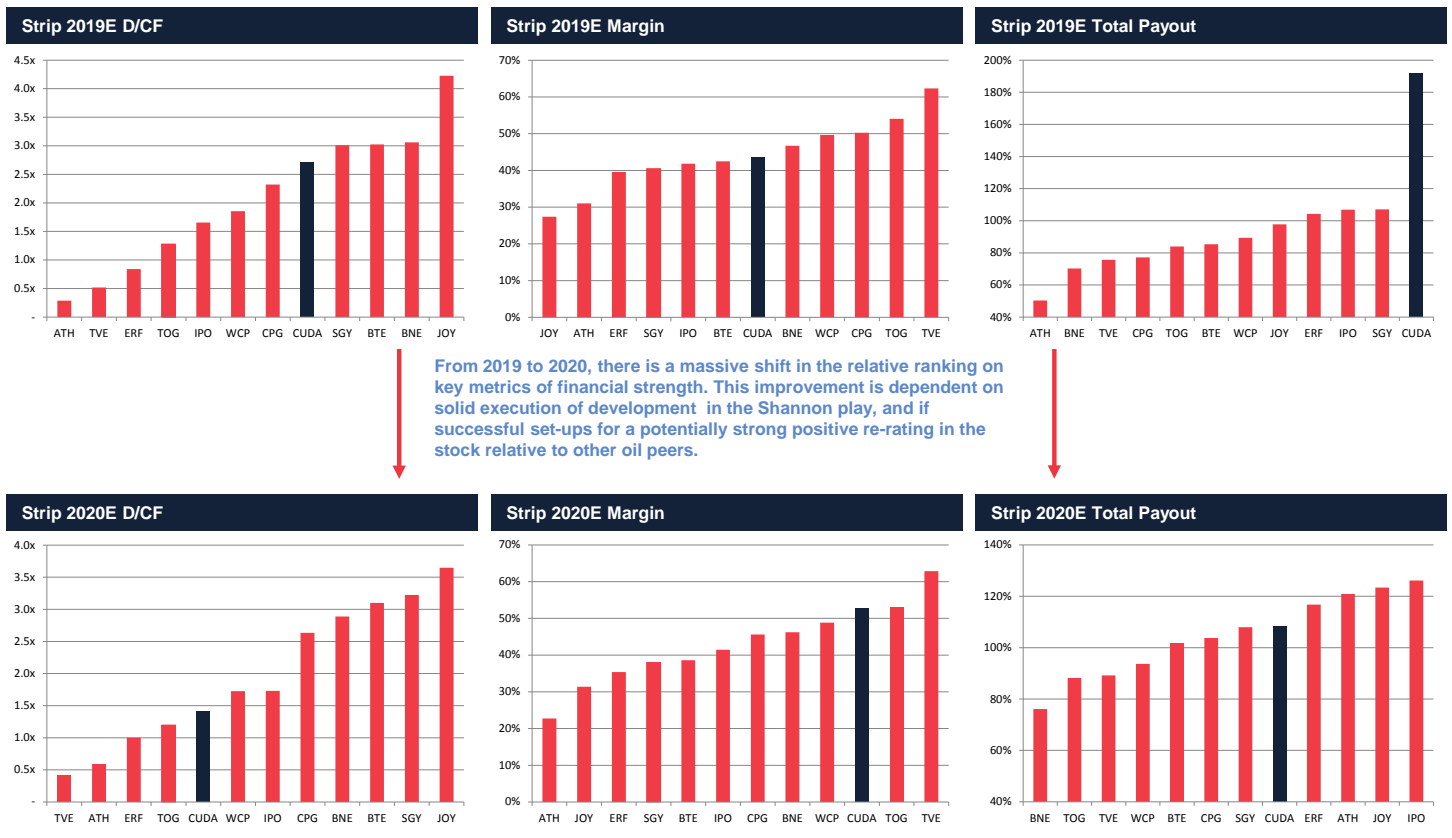 Strip 2019E D/CF
4.5x
4.0x
3.5x
3.0x
2.5x
2.0x
1.5x
1.0x
0.5x
-
ATH TVE ERF TOG IPO WCP CPG CUDA SGY BTE BNE JOY
Strip 2019E Margin
70%
60%
50%
40%
30%
20%
10%
0%
JOY ATH ERF SGY IPO BTE CUDA BNE WCP CPG TOG TVE
Strip 2019E Total Payout
200%
180%
160%
140%
120%
100%
80%
60%
40%
ATH BNE TVE CPG TOG BTE WCP JOY ERF IPO SGY CUDA
From 2019 to 2020, there is a massive shift in the relative ranking on
key metrics of financial strength. This improvement is dependent on
solid execution of development in the Shannon play, and if
successful set-ups for a potentially strong positive re-rating in the
stock relative to other oil peers.
Strip 2020E D/CF
4.0x
3.5x
3.0x
2.5x
2.0x
1.5x
1.0x
0.5x
-
TVE ATH ERF TOG CUDA WCP IPO CPG BNE BTE SGY JOY
Strip 2020E Margin
70%
60%
50%
40%
30%
20%
10%
0%
ATH JOY ERF SGY BTE IPO CPG BNE WCP CUDA TOG TVE
Strip 2020E Total Payout
140%
120%
100%
80%
60%
40%
BNE TOG TVE WCP BTE CPG SGY CUDA ERF ATH JOY IPO